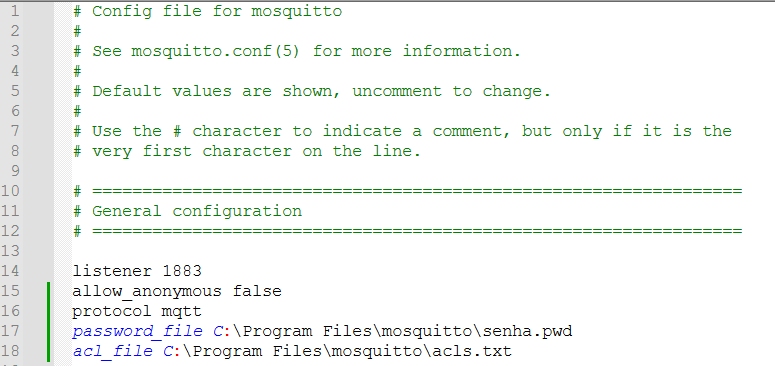 1 # Config file for mosquitto
2 #
3 # See mosquitto.conf(5) for more information.
4 #
5 # Default values are shown, uncomment to change.
6 #
7 # Use the # character to indicate a comment, but only if it is the
8 # very first character on the line.
9
10 # =================================================================
11 # General configuration
12 # =================================================================
13
14 listener 1883
15 allow_anonymous false
16 protocol mqtt
17 password_file C:\Program Files\mosquitto\senha.pwd
18 acl_file C:\Program Files\mosquitto\acls.txt